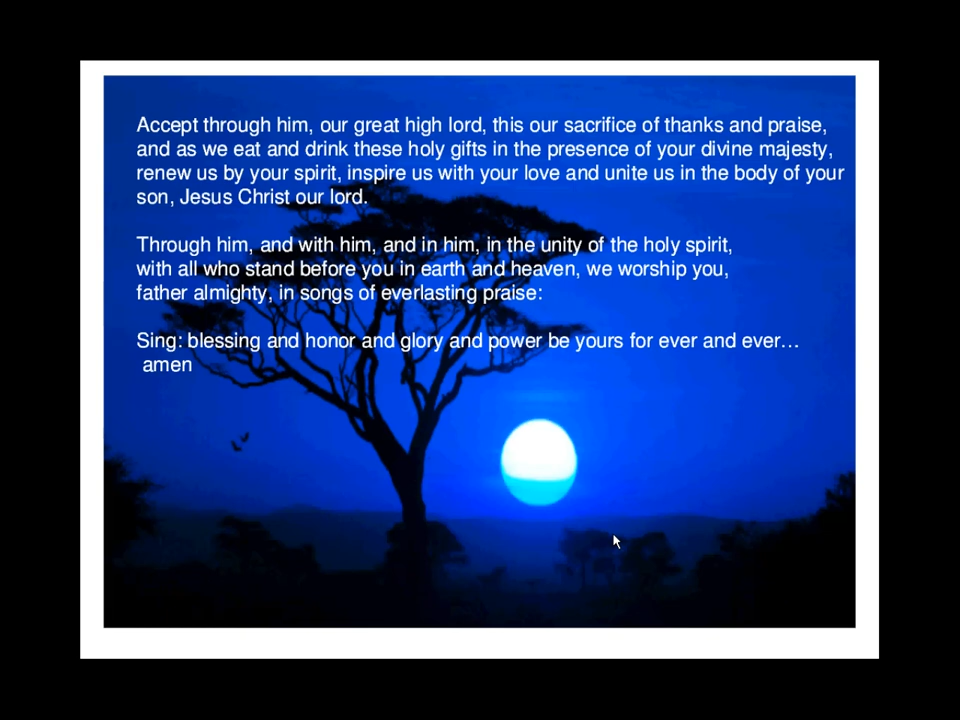 Accept through him, our great high lord, this our sacrifice of thanks and praise,
and as we eat and drink these holy gifts in the presence of your divine majesty,
renew us by your spirit, inspire us with your love and unite us in the body of your
son, Jesus Christ our lord.
Through him, and with him, and in him, in the unity of the holy spirit,
with all who stand before you in earth and heaven, we worship you,
father almighty, in songs of everlasting praise:
Sing: blessing and honor and glory and power be yours for ever and ever…
amen